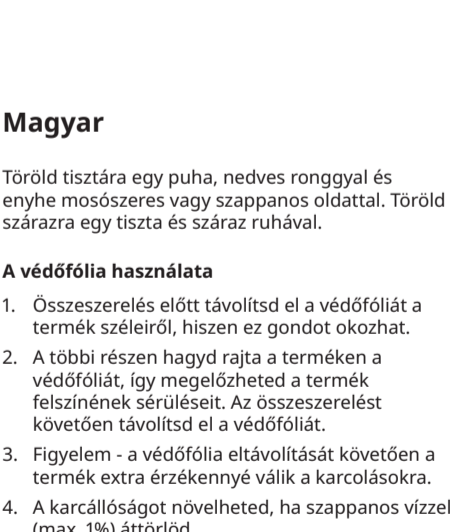 Magyar
Töröld tisztára egy puha, nedves ronggyal és
enyhe mosószeres vagy szappanos oldattal. Töröld
szárazra egy tiszta és száraz ruhával.
A védőfólia használata
1. Összeszerelés előtt távolítsd el a védőfóliát a
termék széleiről, hiszen ez gondot okozhat.
2. A többi részen hagyd rajta a terméken a
védőfóliát, így megelőzheted a termék
felszínének sérüléseit. Az összeszerelést
követően távolítsd el a védőfóliát.
3. Figyelem - a védőfólia eltávolítását követően a
termék extra érzékennyé válik a karcolásokra.
4. A karcállóságot növelheted, ha szappanos vízzel
(max. 1%) áttörlöd